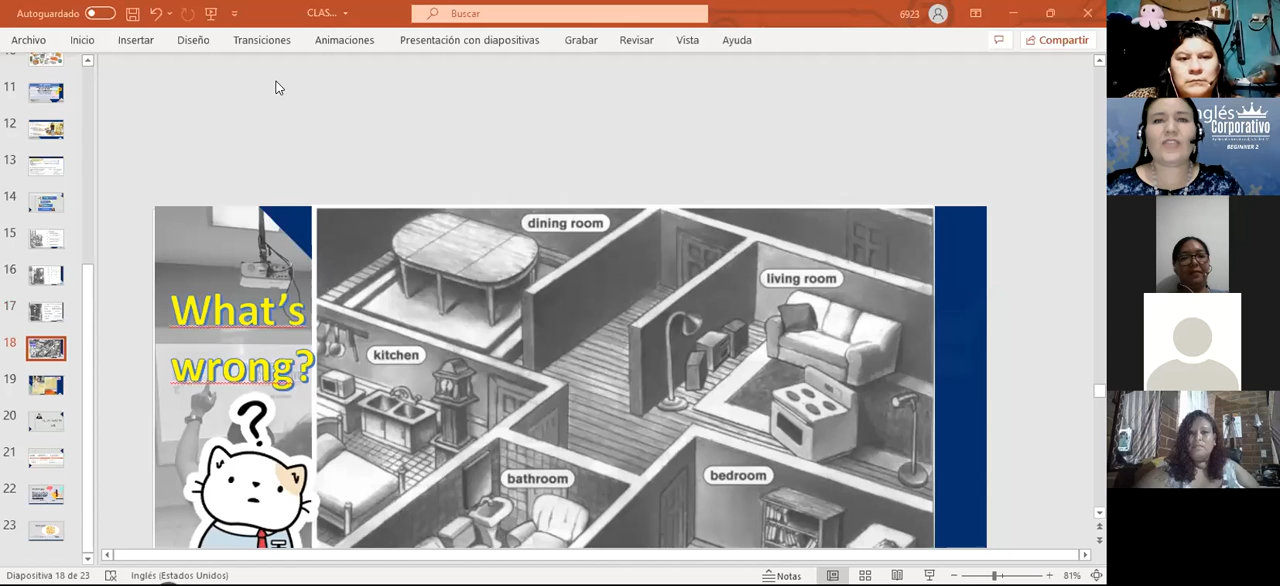 Autoguardado
CLAS...
Buscar
6923
Archivo
Inicio
Insertar
Diseño
Transiciones
Animaciones
Presentación con diapositivas
Grabar
Revisar
Vista
Ayuda
Compartir
11
12
13
14
15
16
17
18
19
20
21
22
23
What's
wrong?
?
dining room
living room
kitchen
bathroom
bedroom
Inglés
Corporativo
BEGINNER 2
Diapositiva 18 de 23
Inglés (Estados Unidos)
Notas
81%